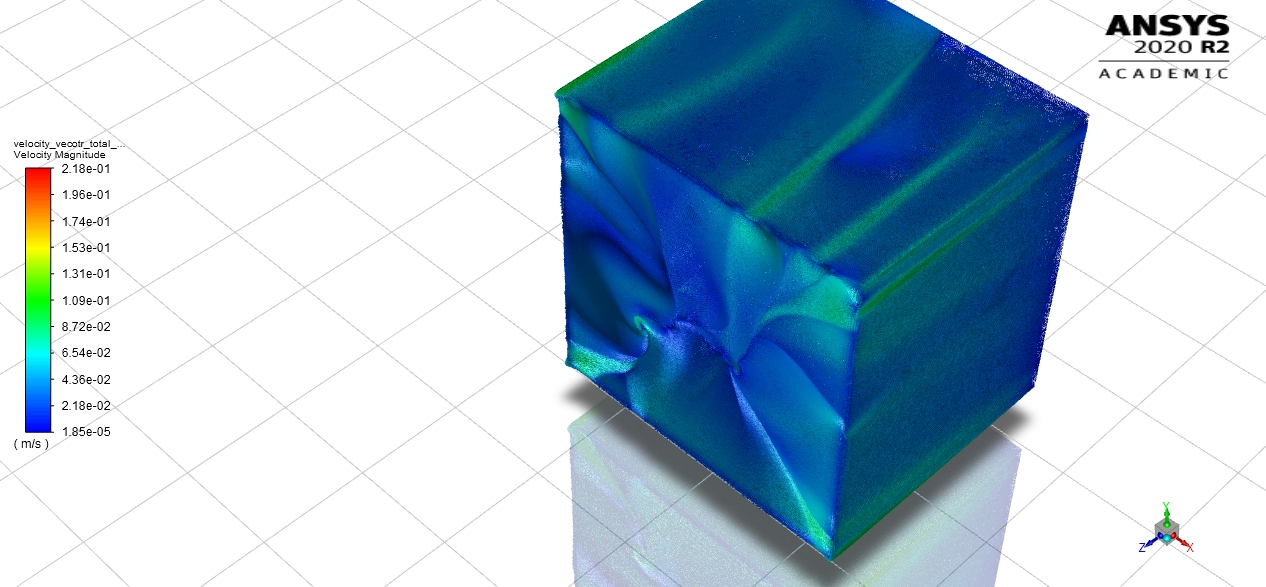 ANSYS
2020 R2
ACADEMIC
velocity_vecotr_total_...
Velocity Magnitude
2.18e-01
1.96e-01
1.74e-01
1.53e-01
1.31e-01
1.09e-01
8.72e-02
6.54e-02
4.36e-02
2.18e-02
1.85e-05
( m/s )
Y
Z
X